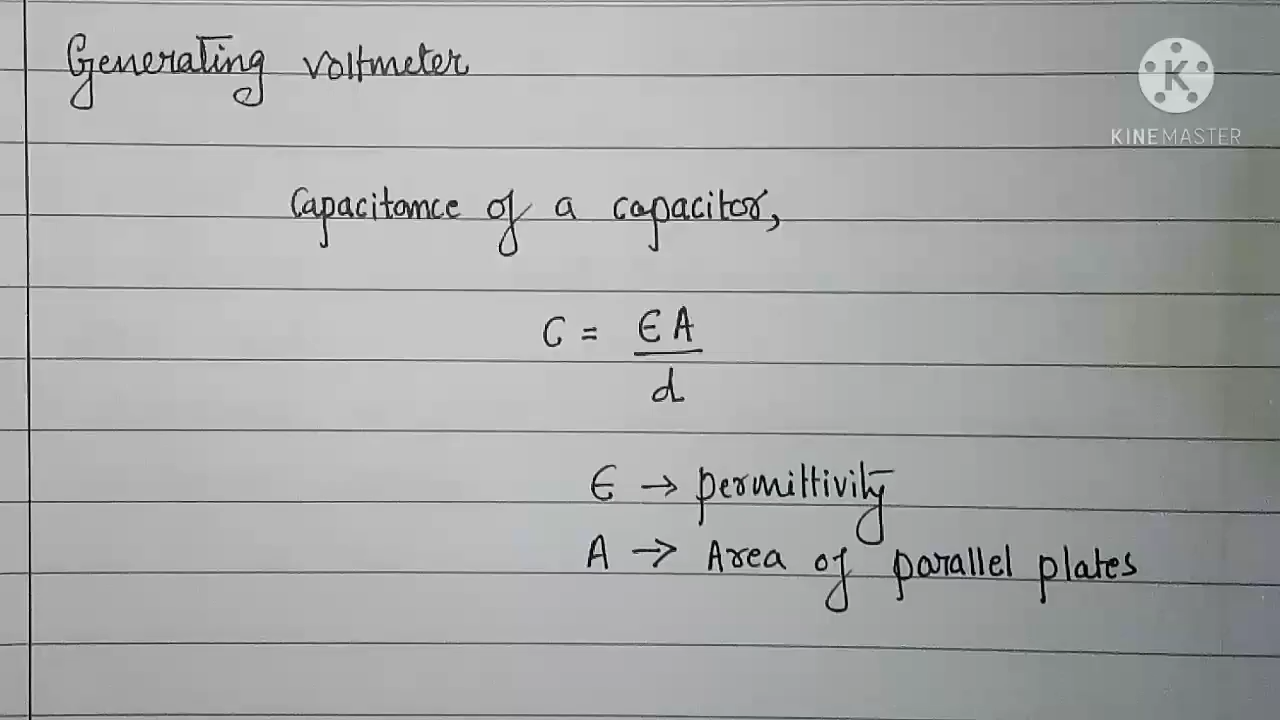 Generating voltmeter
K
KINEMASTER
Capacitance of a capacitor,
C = ϵA
d
ϵ → permittivity
A → Area of parallel plates